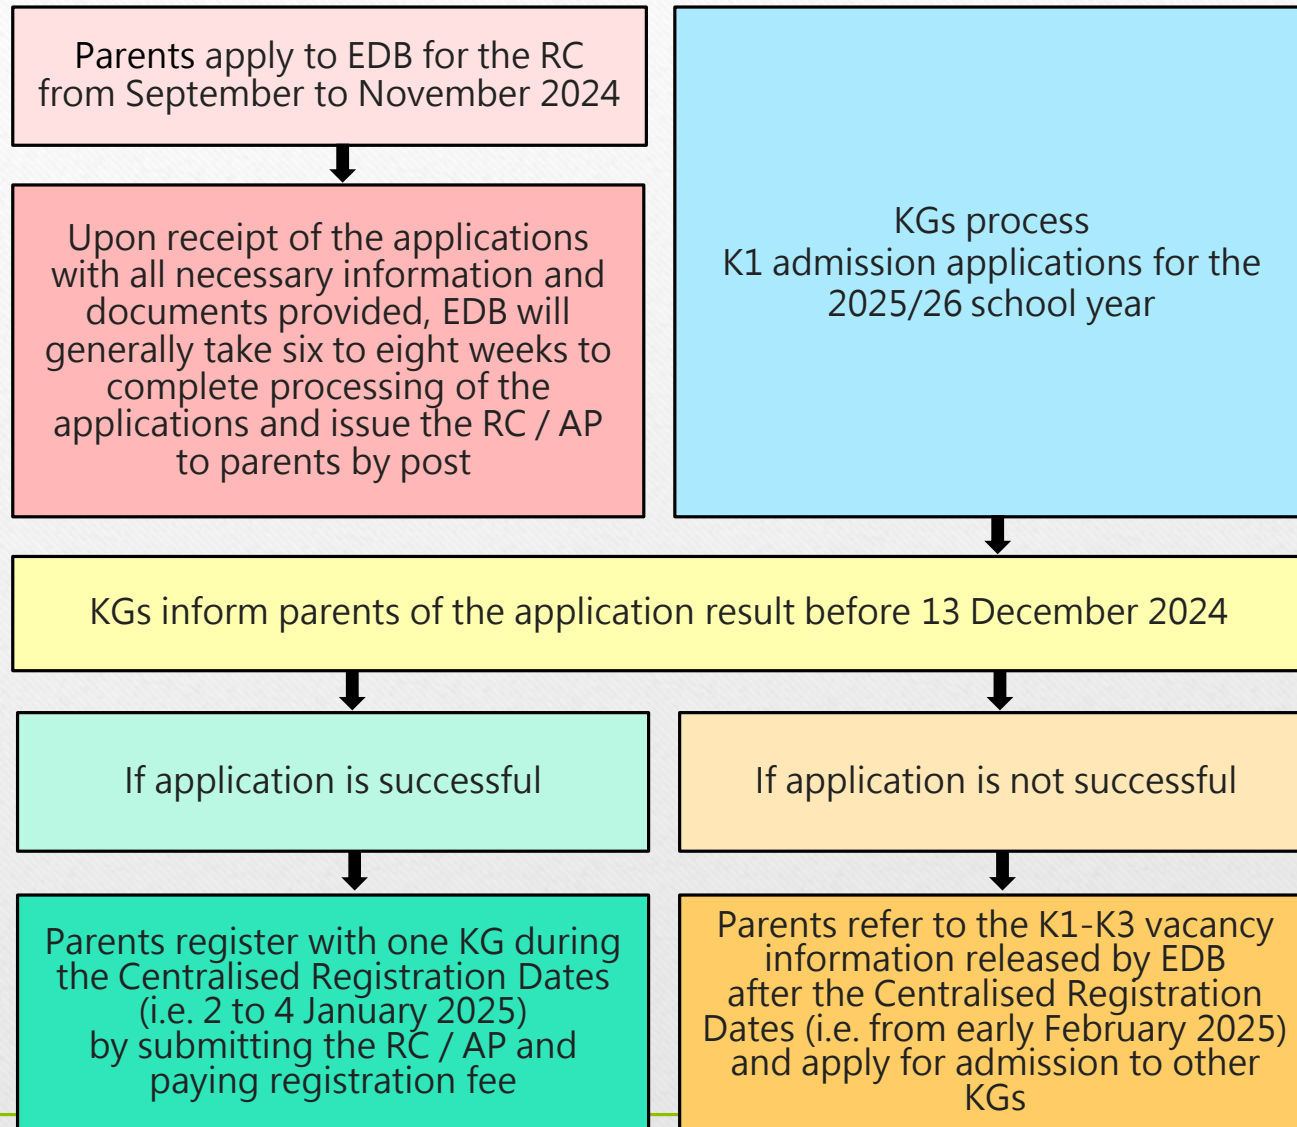 Parents apply to EDB for the RC
from September to November 2024
Upon receipt of the applications
with all necessary information and
documents provided, EDB will
generally take six to eight weeks to
complete processing of the
applications and issue the RC / AP
to parents by post
KGs process
K1 admission applications for the
2025/26 school year
KGs inform parents of the application result before 13 December 2024
If application is successful
If application is not successful
Parents register with one KG during
the Centralised Registration Dates
(i.e. 2 to 4 January 2025)
by submitting the RC / AP and
paying registration fee
Parents refer to the K1-K3 vacancy
information released by EDB
after the Centralised Registration
Dates (i.e. from early February 2025)
and apply for admission to other
KGs